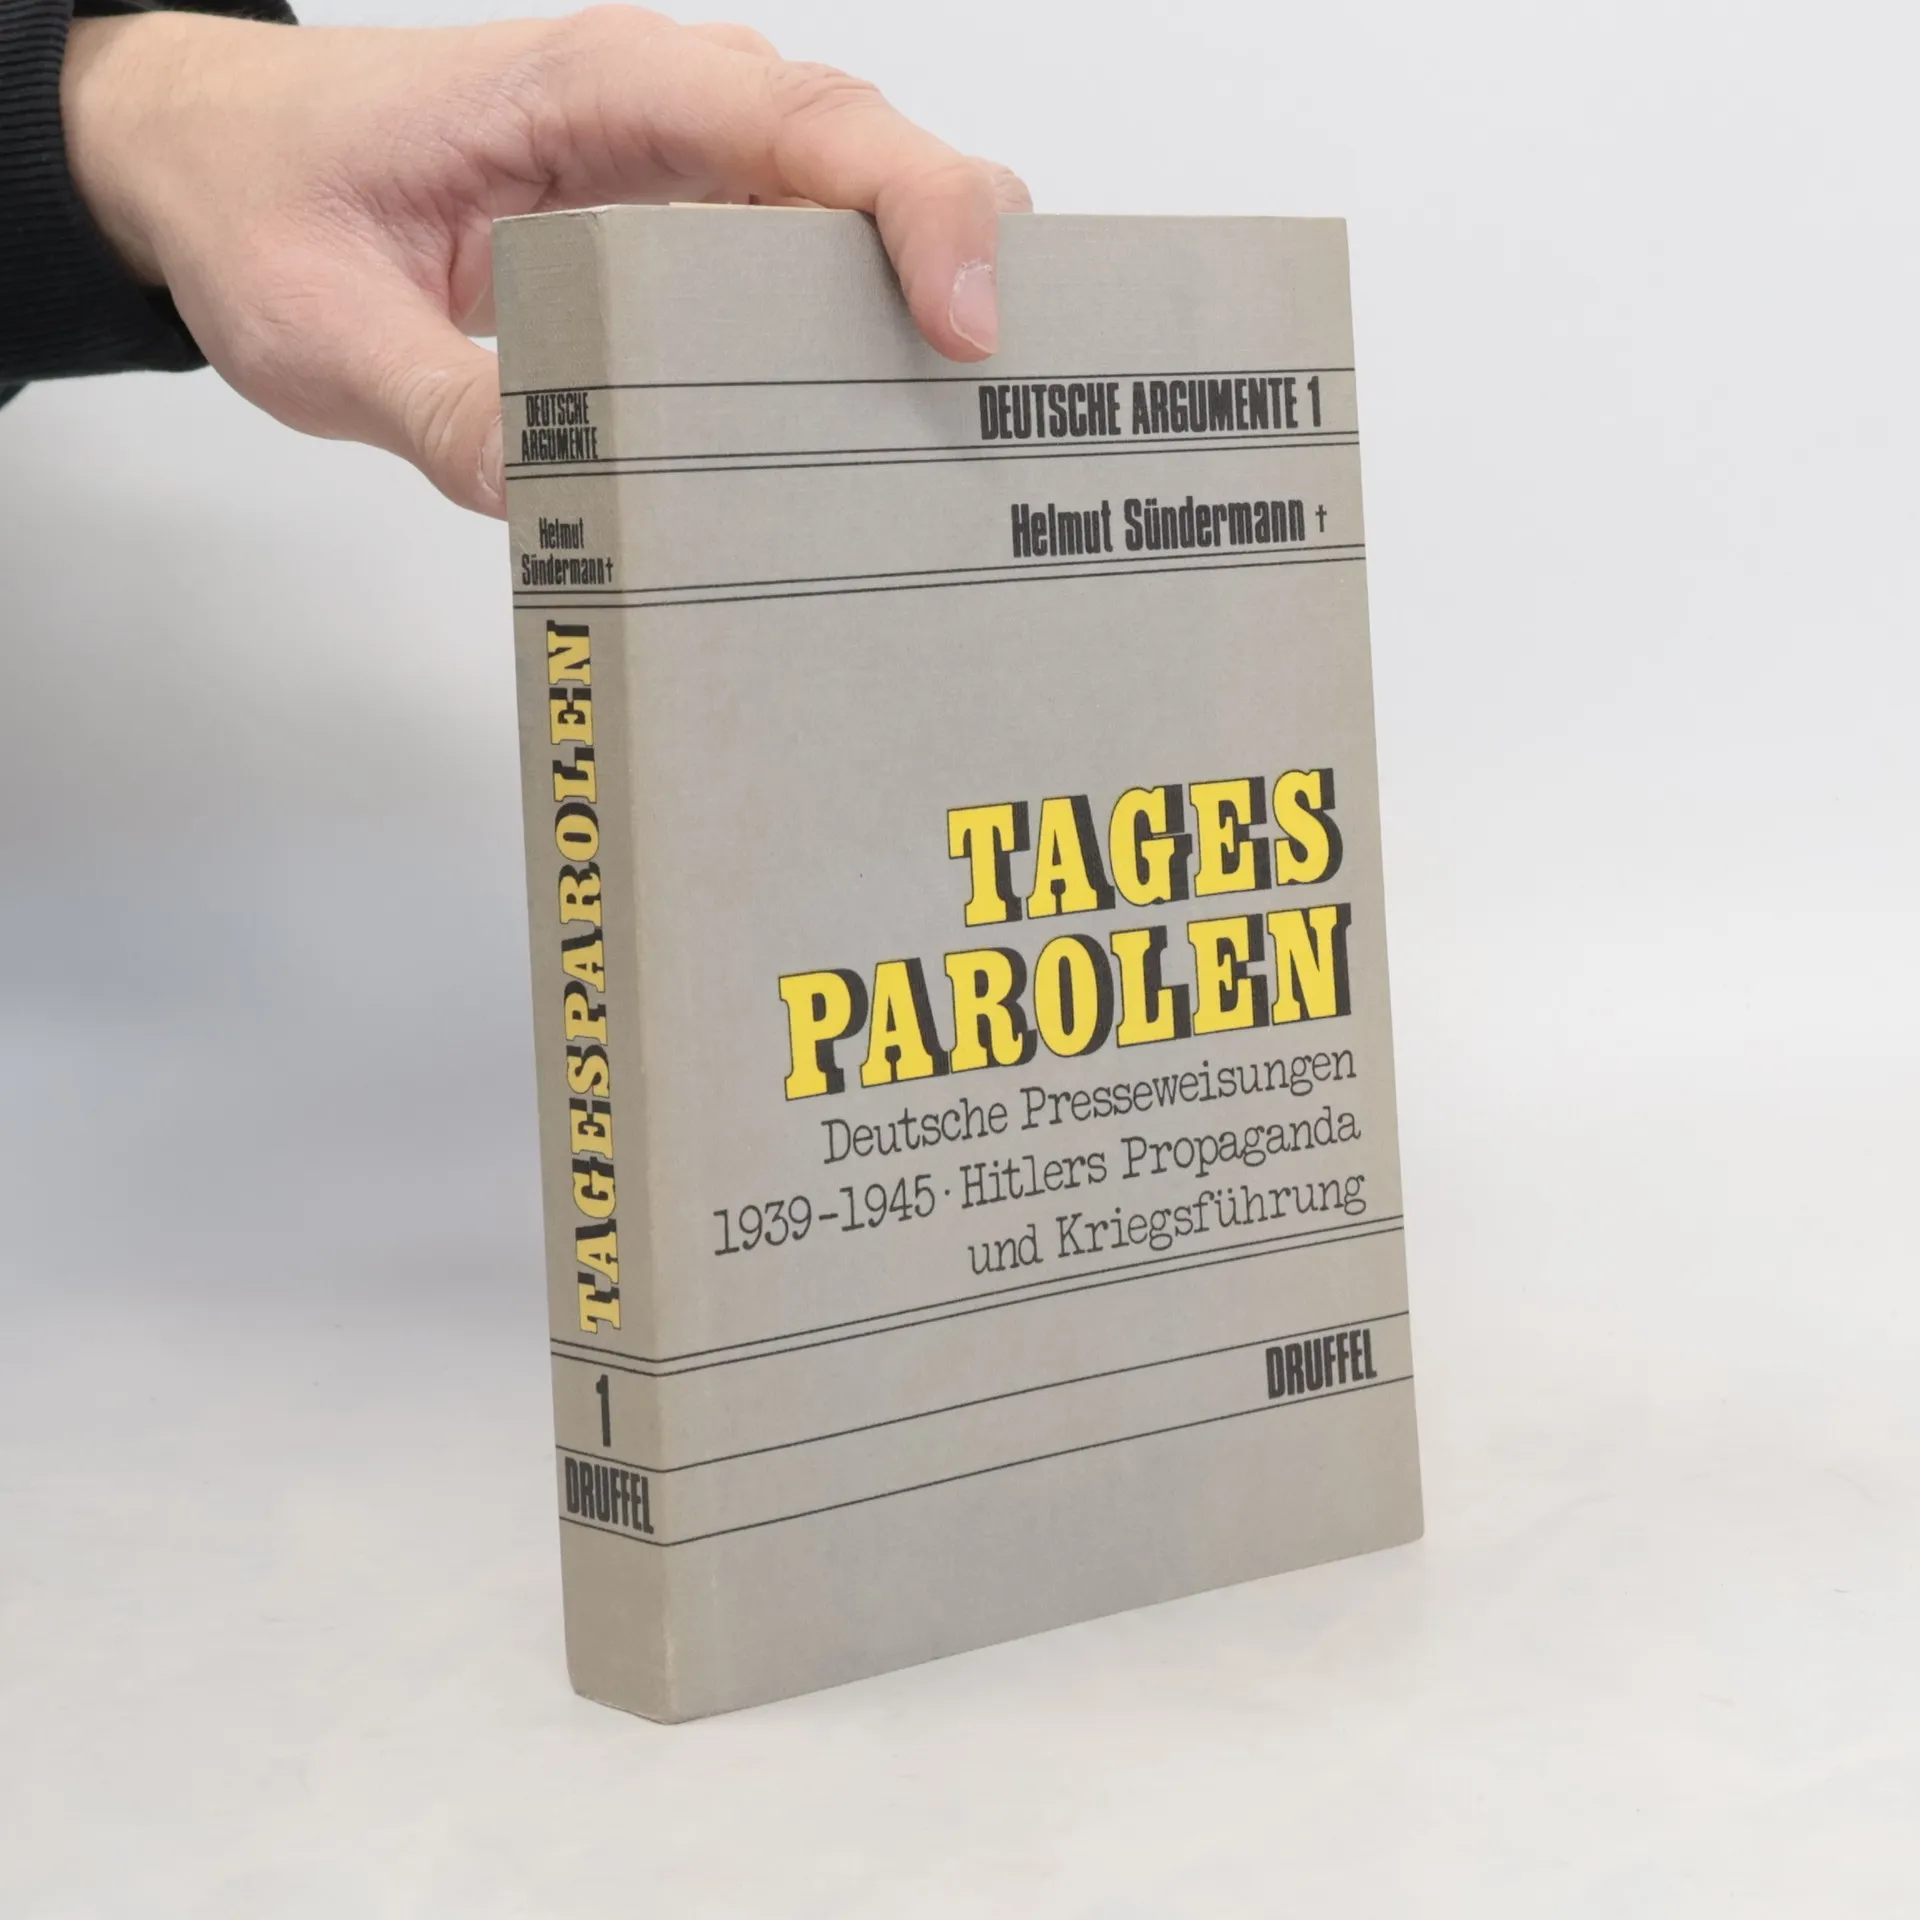 DEUTSCHE
ARGUMENTE
Helmut
Sündermann†
TAGESPAROLEN
1
DRUFFEL
DEUTSCHE ARGUMENTE 1
Helmut Sündermann †
TAGES
PAROLEN
Deutsche Presseweisungen
1939-1945 · Hitlers Propaganda
und Kriegsführung
DRUFFEL